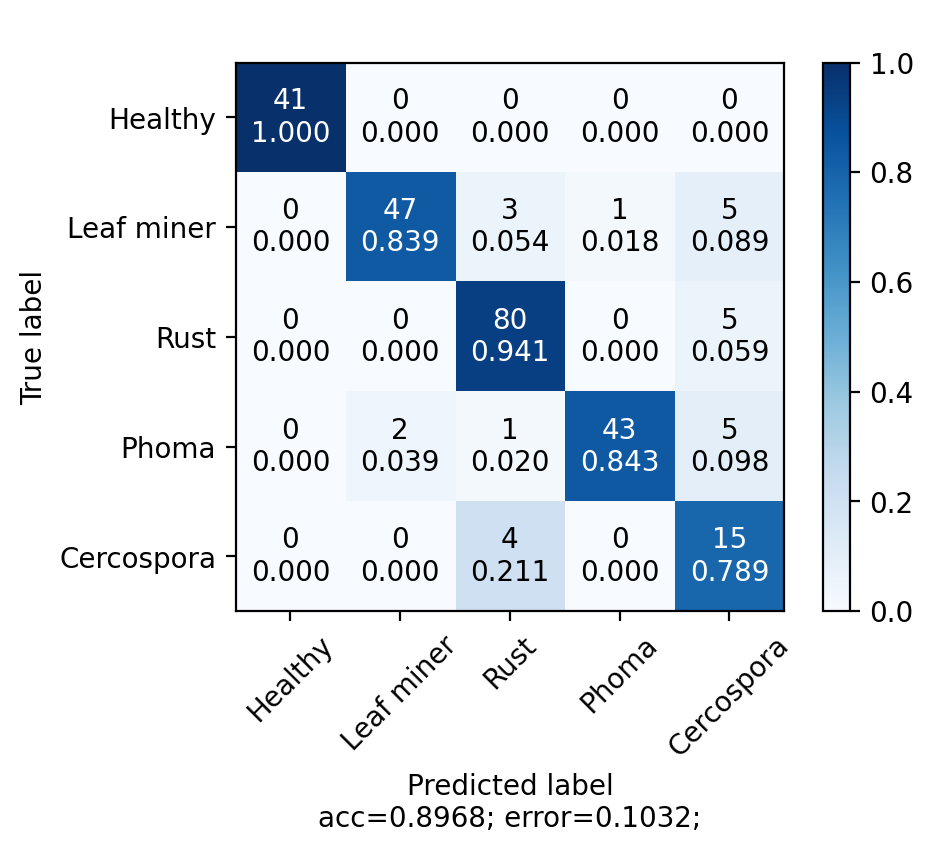 1.0
Healthy 41 0 0 0 0
1.000 0.000 0.000 0.000 0.000
0.8
Leaf miner 0 47 3 1 5
0.000 0.839 0.054 0.018 0.089
0.6
True label
Rust 0 0 80 0 5
0.000 0.000 0.941 0.000 0.059
0.4
Phoma 0 2 1 43 5
0.000 0.039 0.020 0.843 0.098
0.2
Cercospora 0 0 4 0 15
0.000 0.000 0.211 0.000 0.789
0.0
Healthy
Leaf miner
Rust
Phoma
Cercospora
Predicted label
acc=0.8968; error=0.1032;